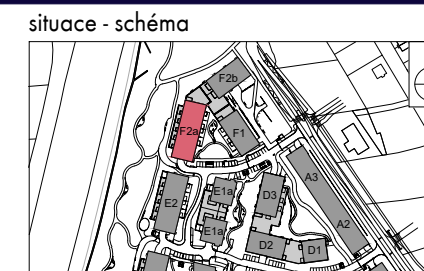 situace - schéma
F2b
F2a
F1
A3
E1a
D3
E2
A2
E1a
D2
D1